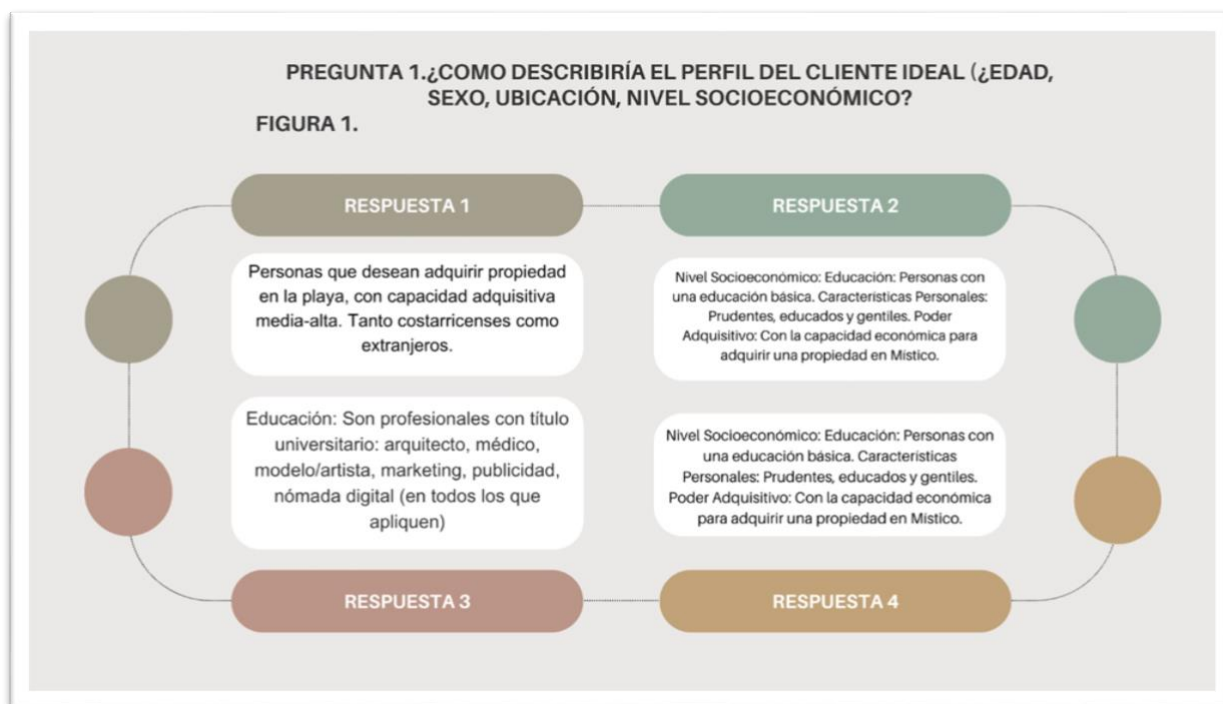 PREGUNTA 1.¿COMO DESCRIBIRÍA EL PERFIL DEL CLIENTE IDEAL (¿EDAD,
SEXO, UBICACIÓN, NIVEL SOCIOECONÓMICO?
FIGURA 1.
RESPUESTA 1
Personas que desean adquirir propiedad
en la playa, con capacidad adquisitiva
media-alta. Tanto costarricenses como
extranjeros.
RESPUESTA 2
Nivel Socioeconómico: Educación: Personas con
una educación básica. Características Personales:
Prudentes, educados y gentiles. Poder
Adquisitivo: Con la capacidad económica para
adquirir una propiedad en Místico.
Educación: Son profesionales con título
universitario: arquitecto, médico,
modelo/artista, marketing, publicidad,
nómada digital (en todos los que
apliquen)
RESPUESTA 3
Nivel Socioeconómico: Educación: Personas con
una educación básica. Características
Personales: Prudentes, educados y gentiles.
Poder Adquisitivo: Con la capacidad económica
para adquirir una propiedad en Místico.
RESPUESTA 4